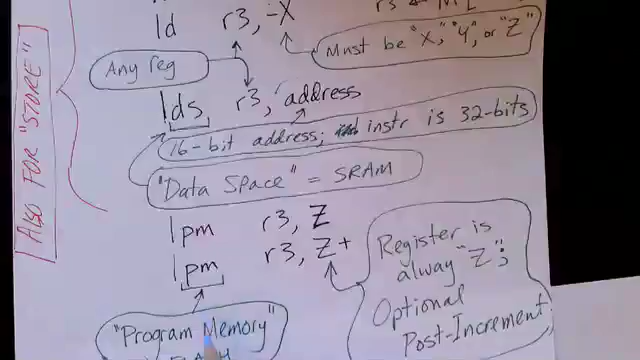 ld r3, -X
Must be "X," "Y," or "Z"
Any reg
lds r3, address
16-bit address; instr is 32-bits
"Data Space" = SRAM
lpm r3, Z
lpm r3, Z+
Register is
alway "Z";
Optional
Post-Increment
"Program Memory"
ALSO FOR "STORE"